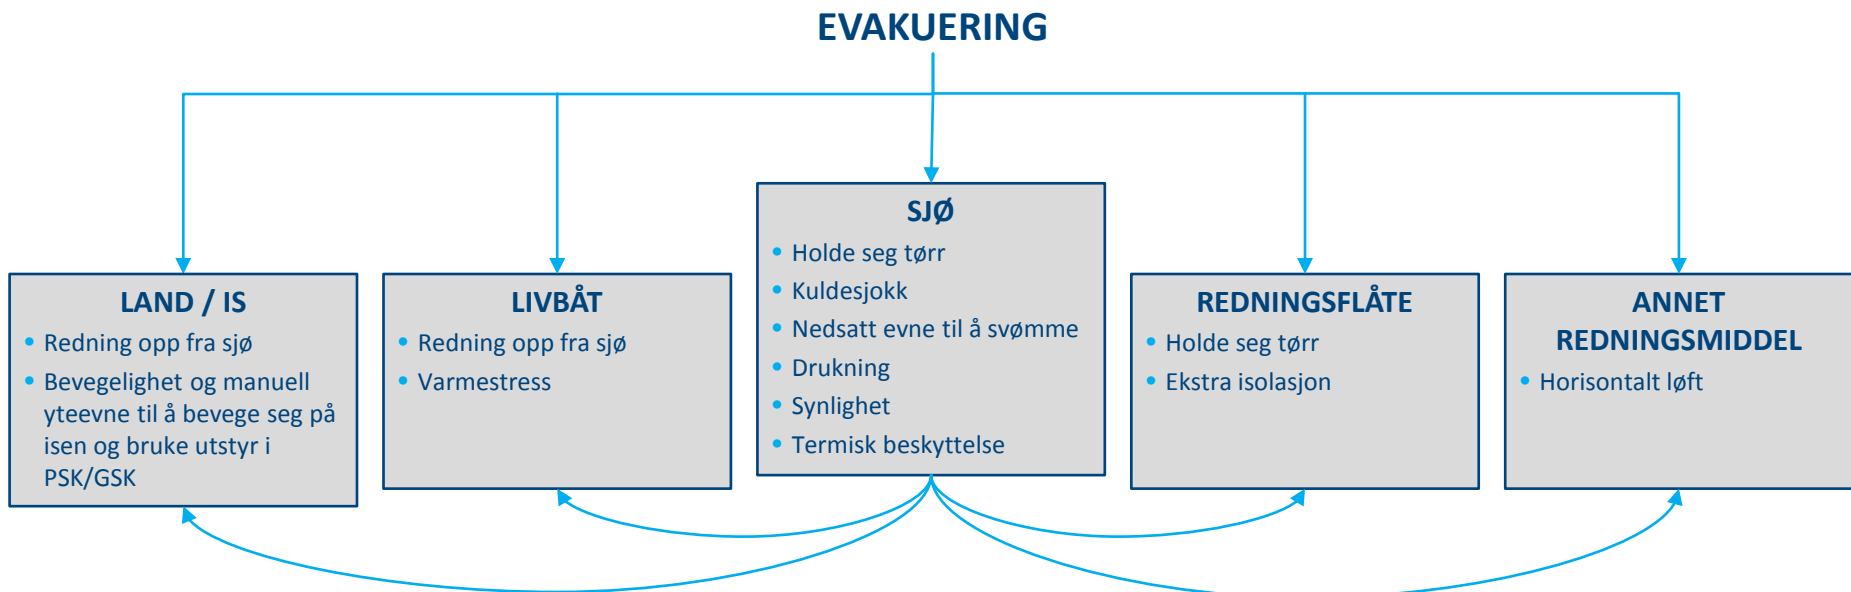 EVAKUERING
LAND / IS
• Redning opp fra sjø
• Bevegelighet og manuell
yteevne til å bevege seg på
isen og bruke utstyr i
PSK/GSK
LIVBÅT
• Redning opp fra sjø
• Varmestress
SJØ
• Holde seg tørr
• Kuldesjokk
• Nedsatt evne til å svømme
• Drukning
• Synlighet
• Termisk beskyttelse
REDNINGSFLÅTE
• Holde seg tørr
• Ekstra isolasjon
ANNET
REDNINGSMIDDEL
• Horisontalt løft